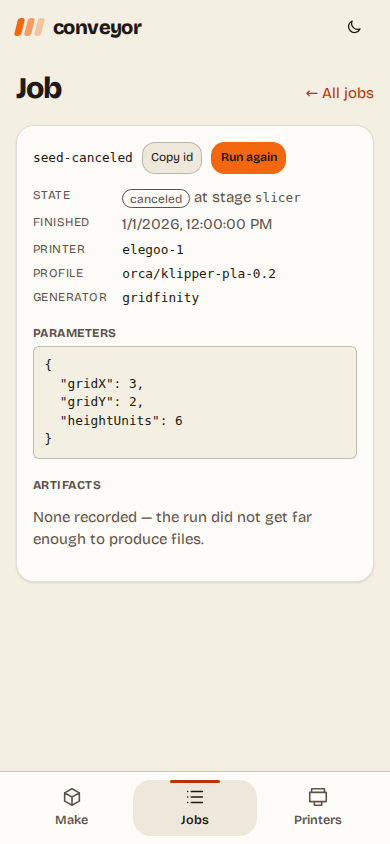 conveyor
Job
← All jobs
seed-canceled Copy id Run again
STATE canceled at stage slicer
FINISHED 1/1/2026, 12:00:00 PM
PRINTER elegoo-1
PROFILE orca/klipper-pla-0.2
GENERATOR gridfinity
PARAMETERS
{
"gridX": 3,
"gridY": 2,
"heightUnits": 6
}
ARTIFACTS
None recorded — the run did not get far
enough to produce files.
Make Jobs Printers